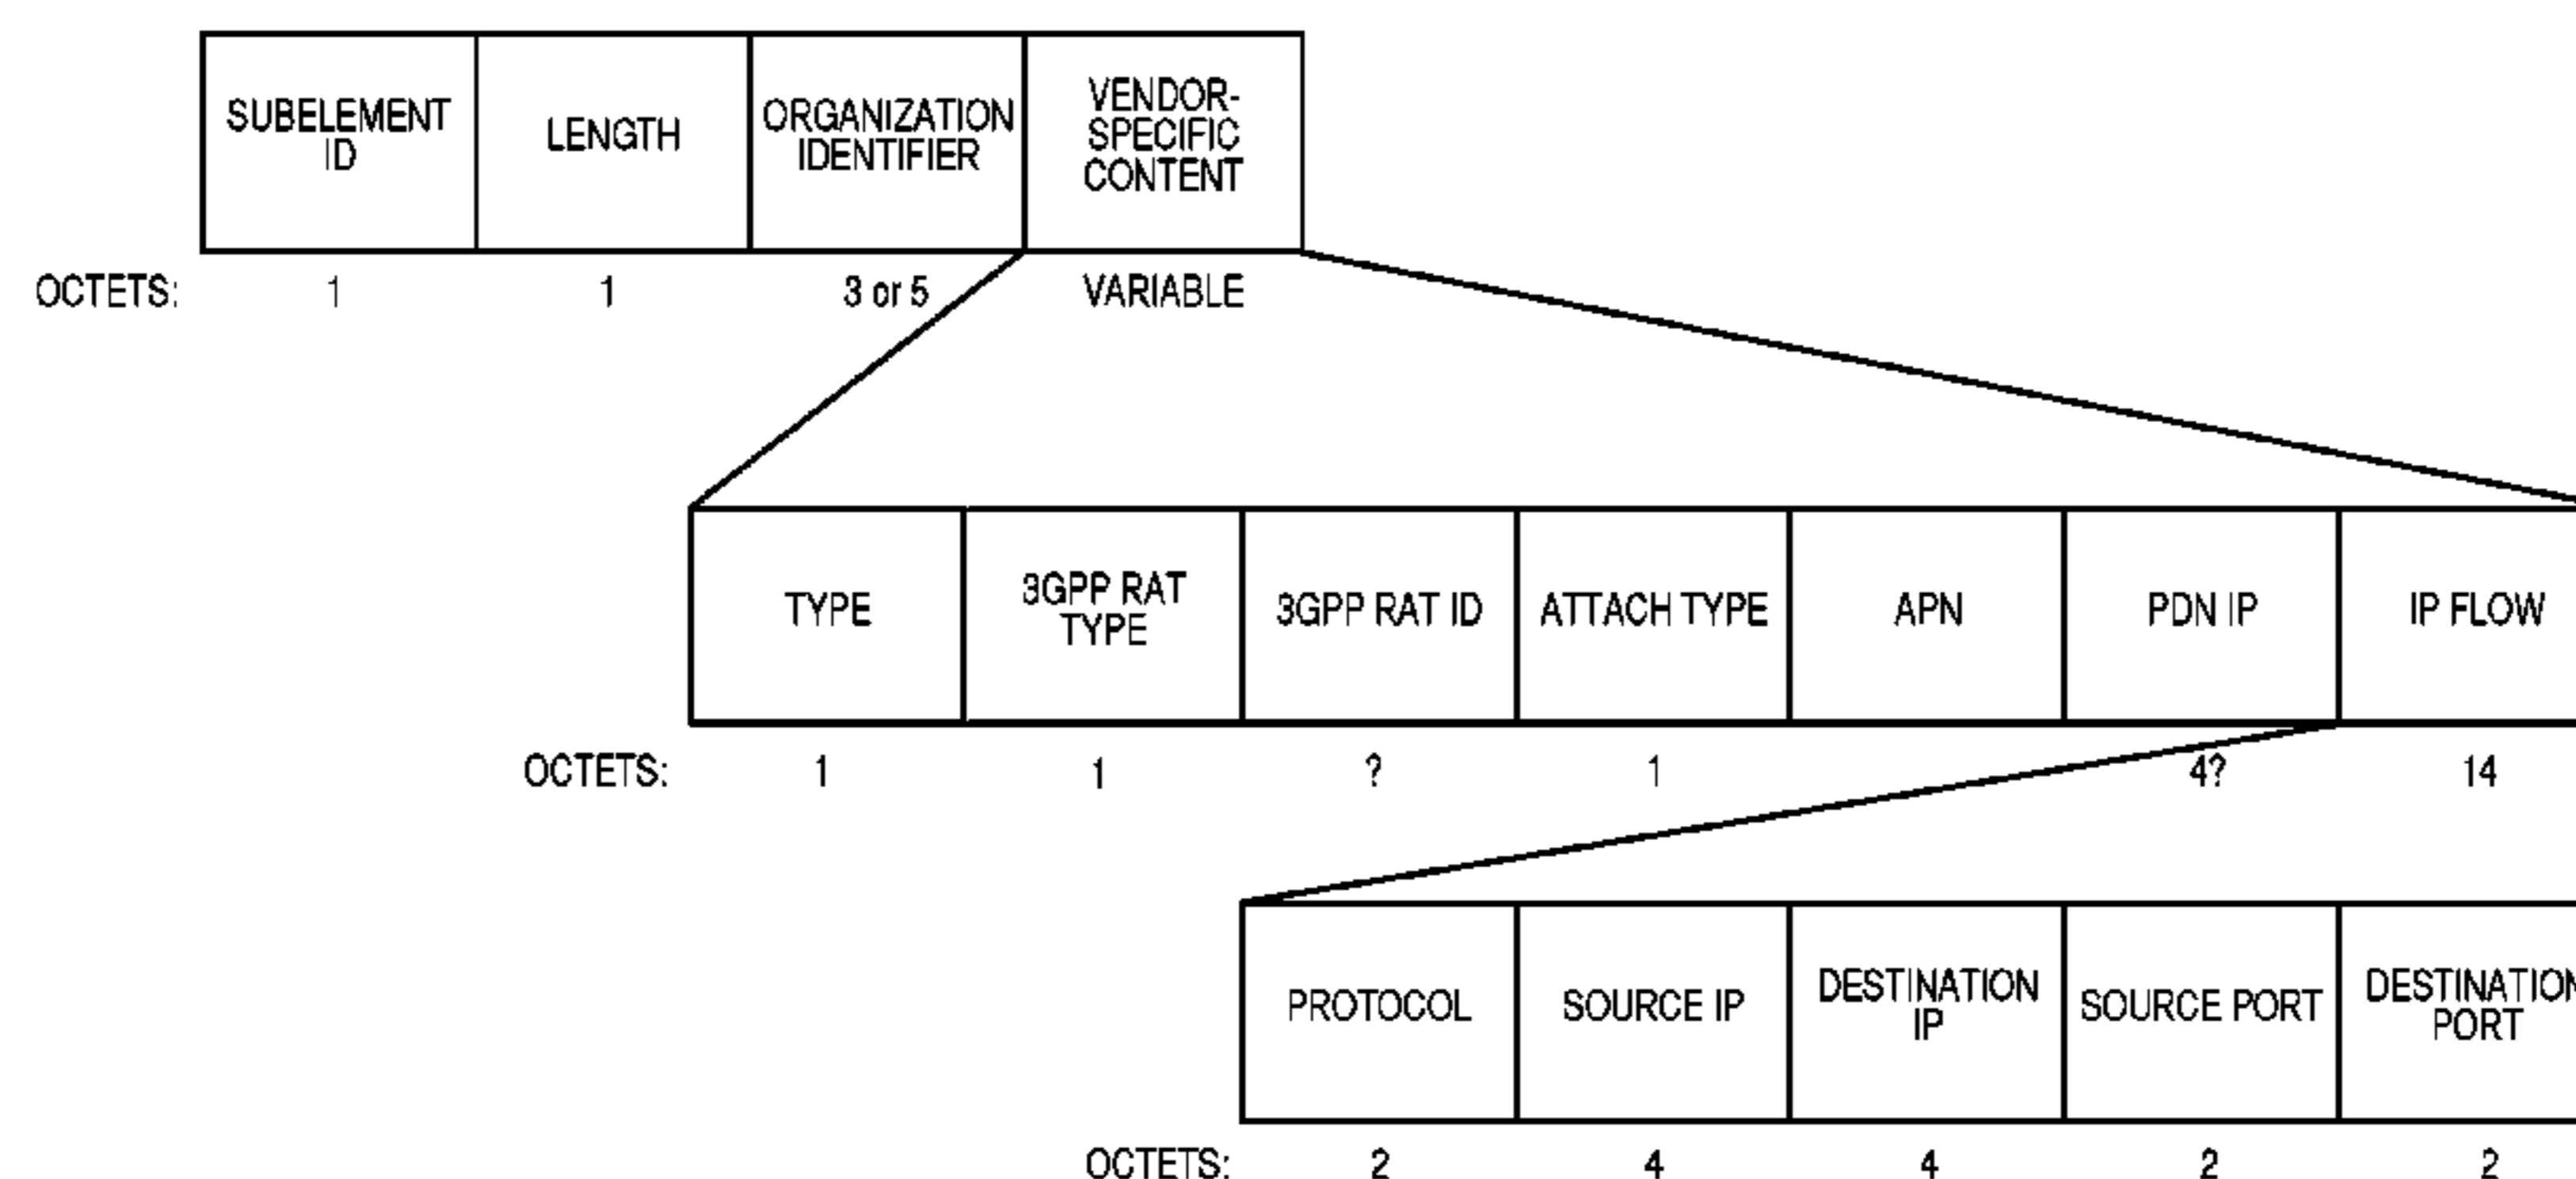 SUBELEMENT
ID
LENGTH
ORGANIZATION
IDENTIFIER
VENDOR-
SPECIFIC
CONTENT
OCTETS: 1 1 3 or 5 VARIABLE
TYPE
3GPP RAT
TYPE
3GPP RAT ID
ATTACH TYPE
APN
PDN IP
IP FLOW
OCTETS: 1 1 ? 1 4? 14
PROTOCOL
SOURCE IP
DESTINATION
IP
SOURCE PORT
DESTINATION
PORT
OCTETS: 2 4 4 2 2